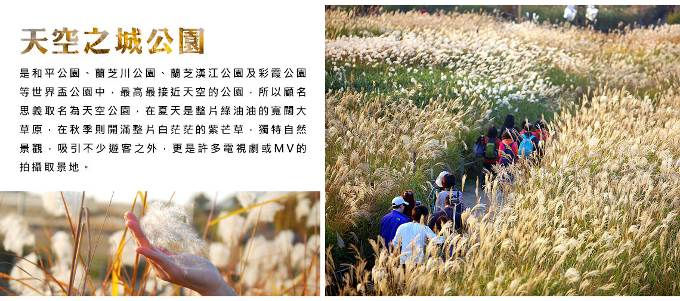 天空之城公園
是和平公園、蘭芝川公園、蘭芝漢江公園及彩霞公園
等世界盃公園中，最高最接近天空的公園，所以顧名
思義取名為天空公園，在夏天是整片綠油油的寬闊大
草原，在秋季則開滿整片白茫茫的紫芒草，獨特自然
景觀，吸引不少遊客之外，更是許多電視劇或MV的
拍攝取景地。